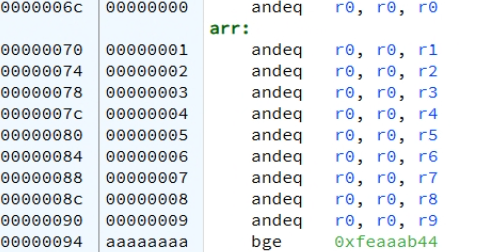 0000006c 00000000 andeq r0, r0, r0
arr:
00000070 00000001 andeq r0, r0, r1
00000074 00000002 andeq r0, r0, r2
00000078 00000003 andeq r0, r0, r3
0000007c 00000004 andeq r0, r0, r4
00000080 00000005 andeq r0, r0, r5
00000084 00000006 andeq r0, r0, r6
00000088 00000007 andeq r0, r0, r7
0000008c 00000008 andeq r0, r0, r8
00000090 00000009 andeq r0, r0, r9
00000094 aaaaaaaa bge 0xfeaaab44